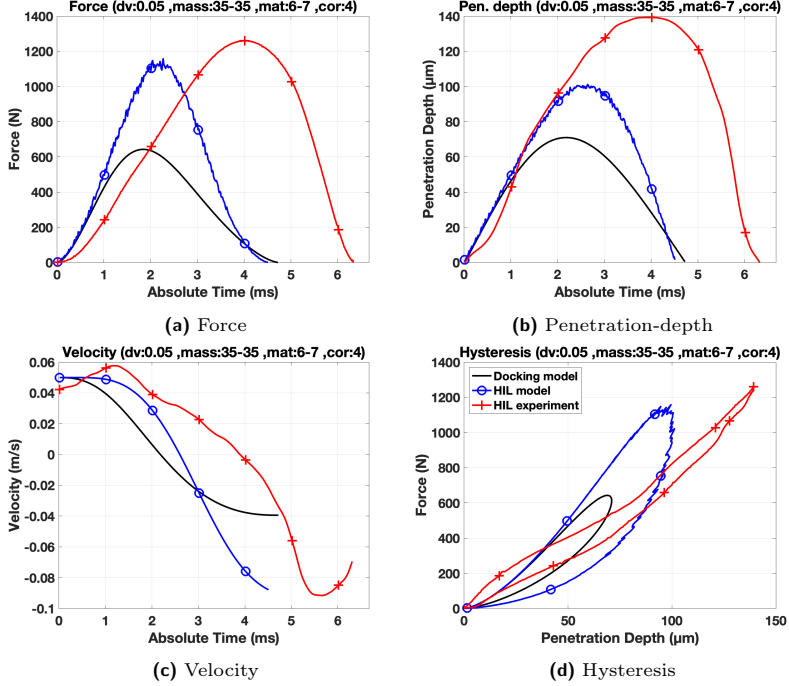 Force (dv:0.05 ,mass:35-35 ,mat:6-7 ,cor:4)
1400
1200
1000
800
600
400
200
0
Force (N)
0 1 2 3 4 5 6
Absolute Time (ms)
(a) Force
Pen. depth (dv:0.05 ,mass:35-35 ,mat:6-7 ,cor:4)
140
120
100
80
60
40
20
0
Penetration Depth (μm)
0 1 2 3 4 5 6
Absolute Time (ms)
(b) Penetration-depth
Velocity (dv:0.05 ,mass:35-35 ,mat:6-7 ,cor:4)
0.06
0.04
0.02
0
-0.02
-0.04
-0.06
-0.08
-0.1
Velocity (m/s)
0 1 2 3 4 5 6
Absolute Time (ms)
(c) Velocity
Hysteresis (dv:0.05 ,mass:35-35 ,mat:6-7 ,cor:4)
Docking model
HIL model
HIL experiment
1400
1200
1000
800
600
400
200
0
Force (N)
0 50 100 150
Penetration Depth (μm)
(d) Hysteresis